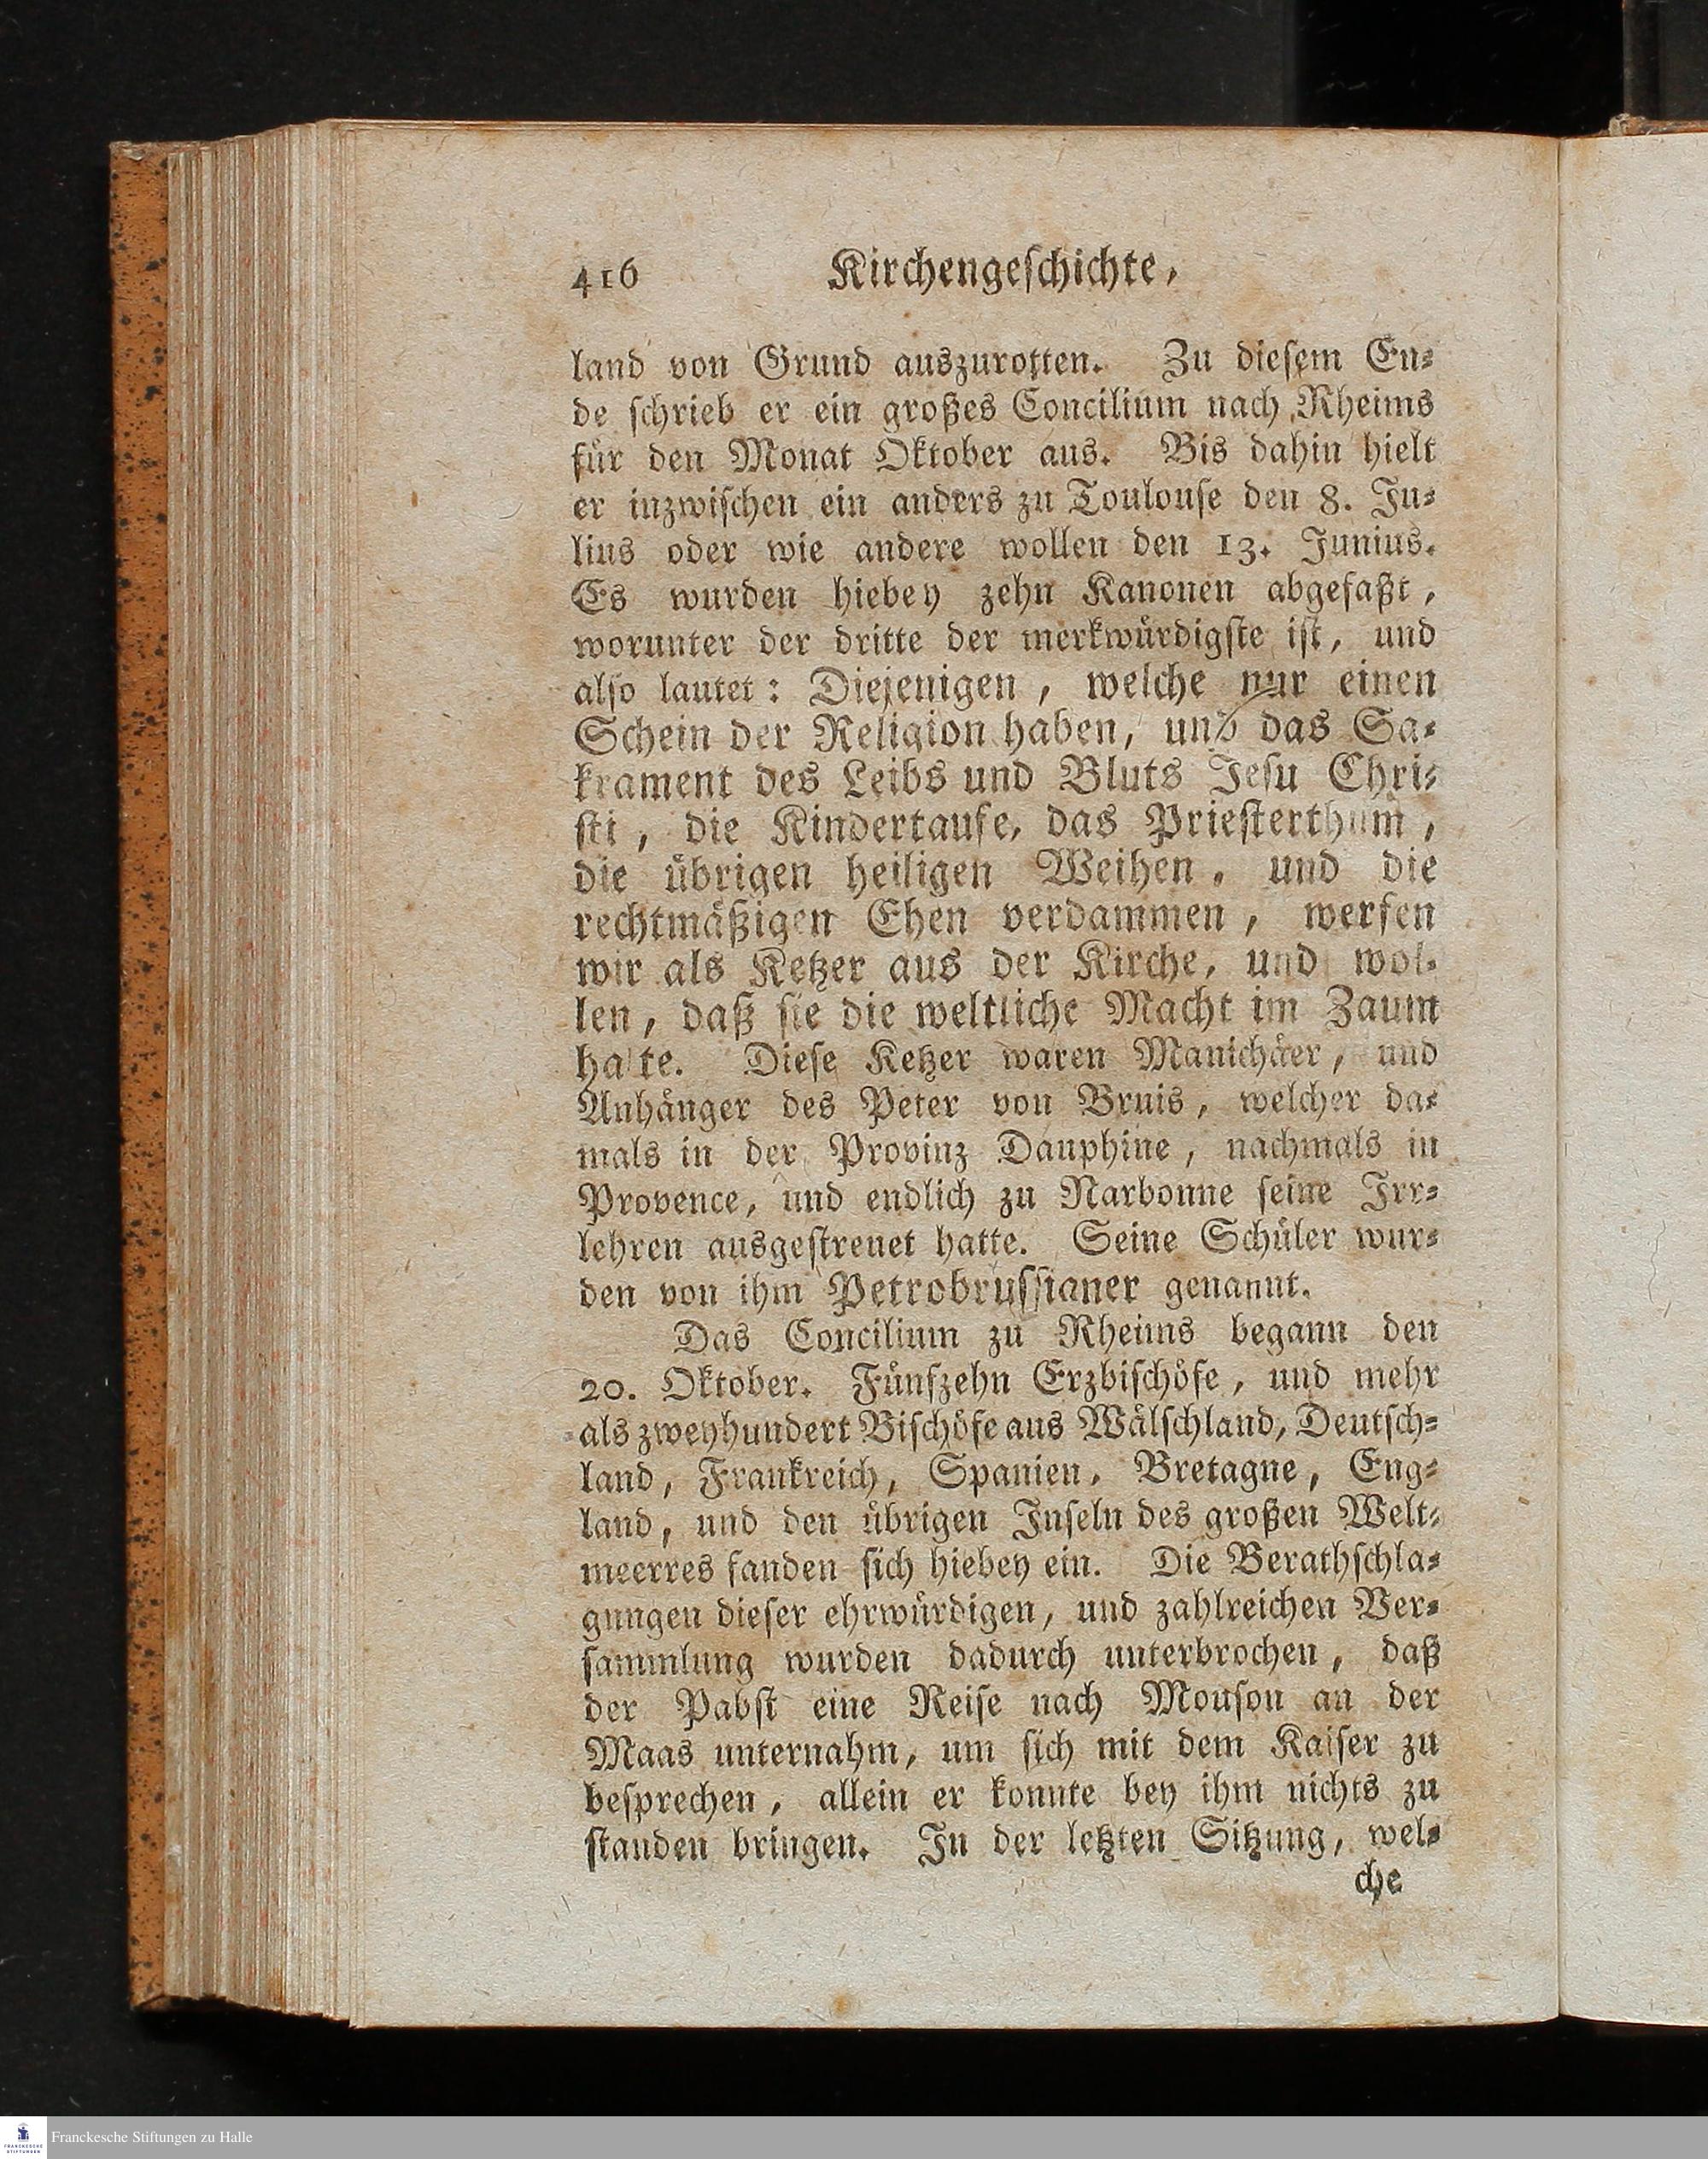 416 Kirchengeschichte,
land von Grund auszurotten. Zu diesem En-
de schrieb er ein großes Concilium nach Rheims
für den Monat Oktober aus. Bis dahin hielt
er inzwischen ein anders zu Toulouse den 8. Ju-
lius oder wie andere wollen den 13. Junius.
Es wurden hiebey zehn Kanonen abgefaßt,
worunter der dritte der merkwürdigste ist, und
also lautet: Diejenigen, welche nur einen
Schein der Religion haben, und das Sa-
krament des Leibs und Bluts Jesu Chri-
sti, die Kindertaufe, das Priesterthum,
die übrigen heiligen Weihen, und die
rechtmäßigen Ehen verdammen, werfen
wir als Ketzer aus der Kirche, und wol-
len, daß sie die weltliche Macht im Zaum
halte. Diese Ketzer waren Manichäer, und
Anhänger des Peter von Bruis, welcher da-
mals in der Provinz Dauphine, nachmals in
Provence, und endlich zu Narbonne seine Irr-
lehren ausgestreuet hatte. Seine Schüler wur-
den von ihm Petrobrussianer genannt.
Das Concilium zu Rheims begann den
20. Oktober. Fünfzehn Erzbischöfe, und mehr
als zweyhundert Bischöfe aus Wälschland, Deutsch-
land, Frankreich, Spanien, Bretagne, Eng-
land, und den übrigen Inseln des großen Welt-
meerres fanden sich hiebey ein. Die Berathschla-
gungen dieser ehrwürdigen, und zahlreichen Ver-
sammlung wurden dadurch unterbrochen, daß
der Pabst eine Reise nach Mouson an der
Maas unternahm, um sich mit dem Kaiser zu
besprechen, allein er konnte bey ihm nichts zu
standen bringen. In der letzten Sitzung, wel-
che
FRANCKESCHE
STIFTUNGEN
Franckesche Stiftungen zu Halle